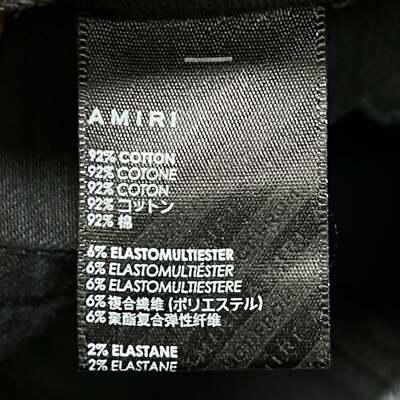 AMIRI
92% COTTON
92% COTONE
92% COTON
92% コットン
92% 棉
6% ELASTOMULTIESTER
6% ELASTOMULTIÉSTER
6% ELASTOMULTIESTERE
6% 複合繊維 (ポリエステル)
6% 聚酯复合弹性纤维
2% ELASTANE
2% ELASTANE